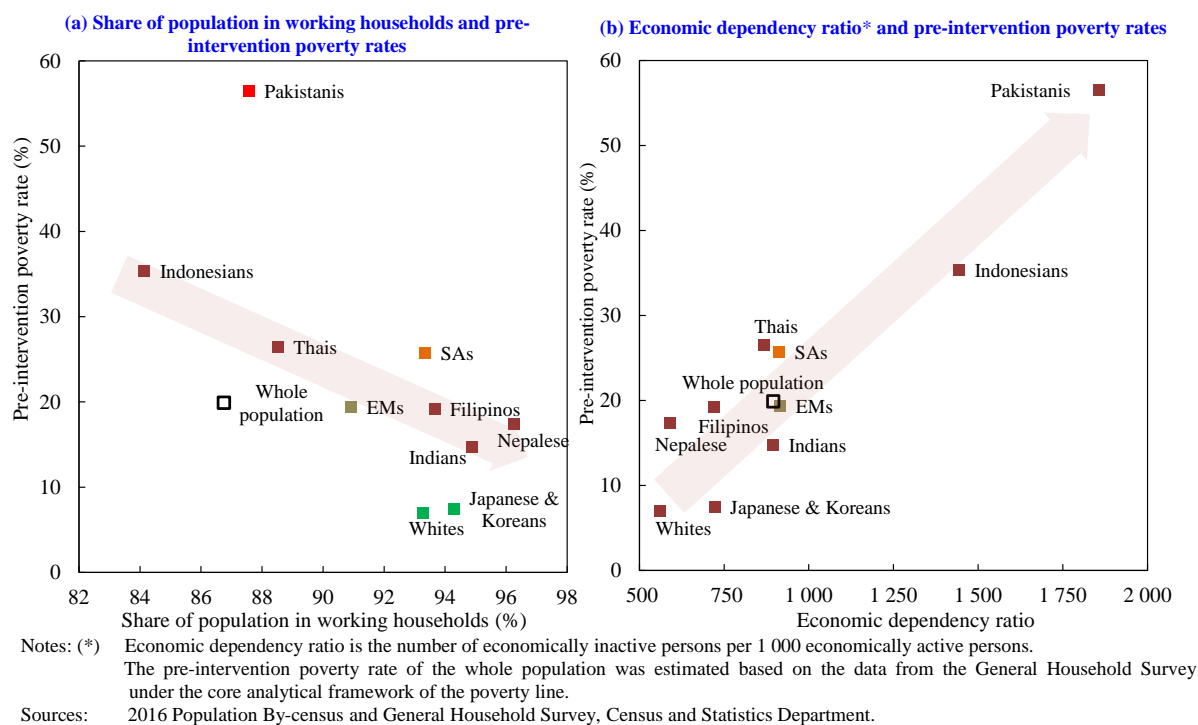 (a) Share of population in working households and pre-
intervention poverty rates
60
50
40
30
20
10
0
Pre-intervention poverty rate (%)
Pakistanis
Indonesians
Thais
SAs
Whole
population
EMs
Filipinos
Nepalese
Indians
Japanese &
Koreans
Whites
82 84 86 88 90 92 94 96 98
Share of population in working households (%)
(b) Economic dependency ratio* and pre-intervention poverty rates
60
50
40
30
20
10
0
Pre-intervention poverty rate (%)
Pakistanis
Indonesians
Thais
SAs
Whole population
EMs
Filipinos
Nepalese
Indians
Japanese & Koreans
Whites
500 1 000 1 500 2 000
Economic dependency ratio
Notes: (*) Economic dependency ratio is the number of economically inactive persons per 1 000 economically active persons.
The pre-intervention poverty rate of the whole population was estimated based on the data from the General Household Survey
under the core analytical framework of the poverty line.
Sources: 2016 Population By-census and General Household Survey, Census and Statistics Department.